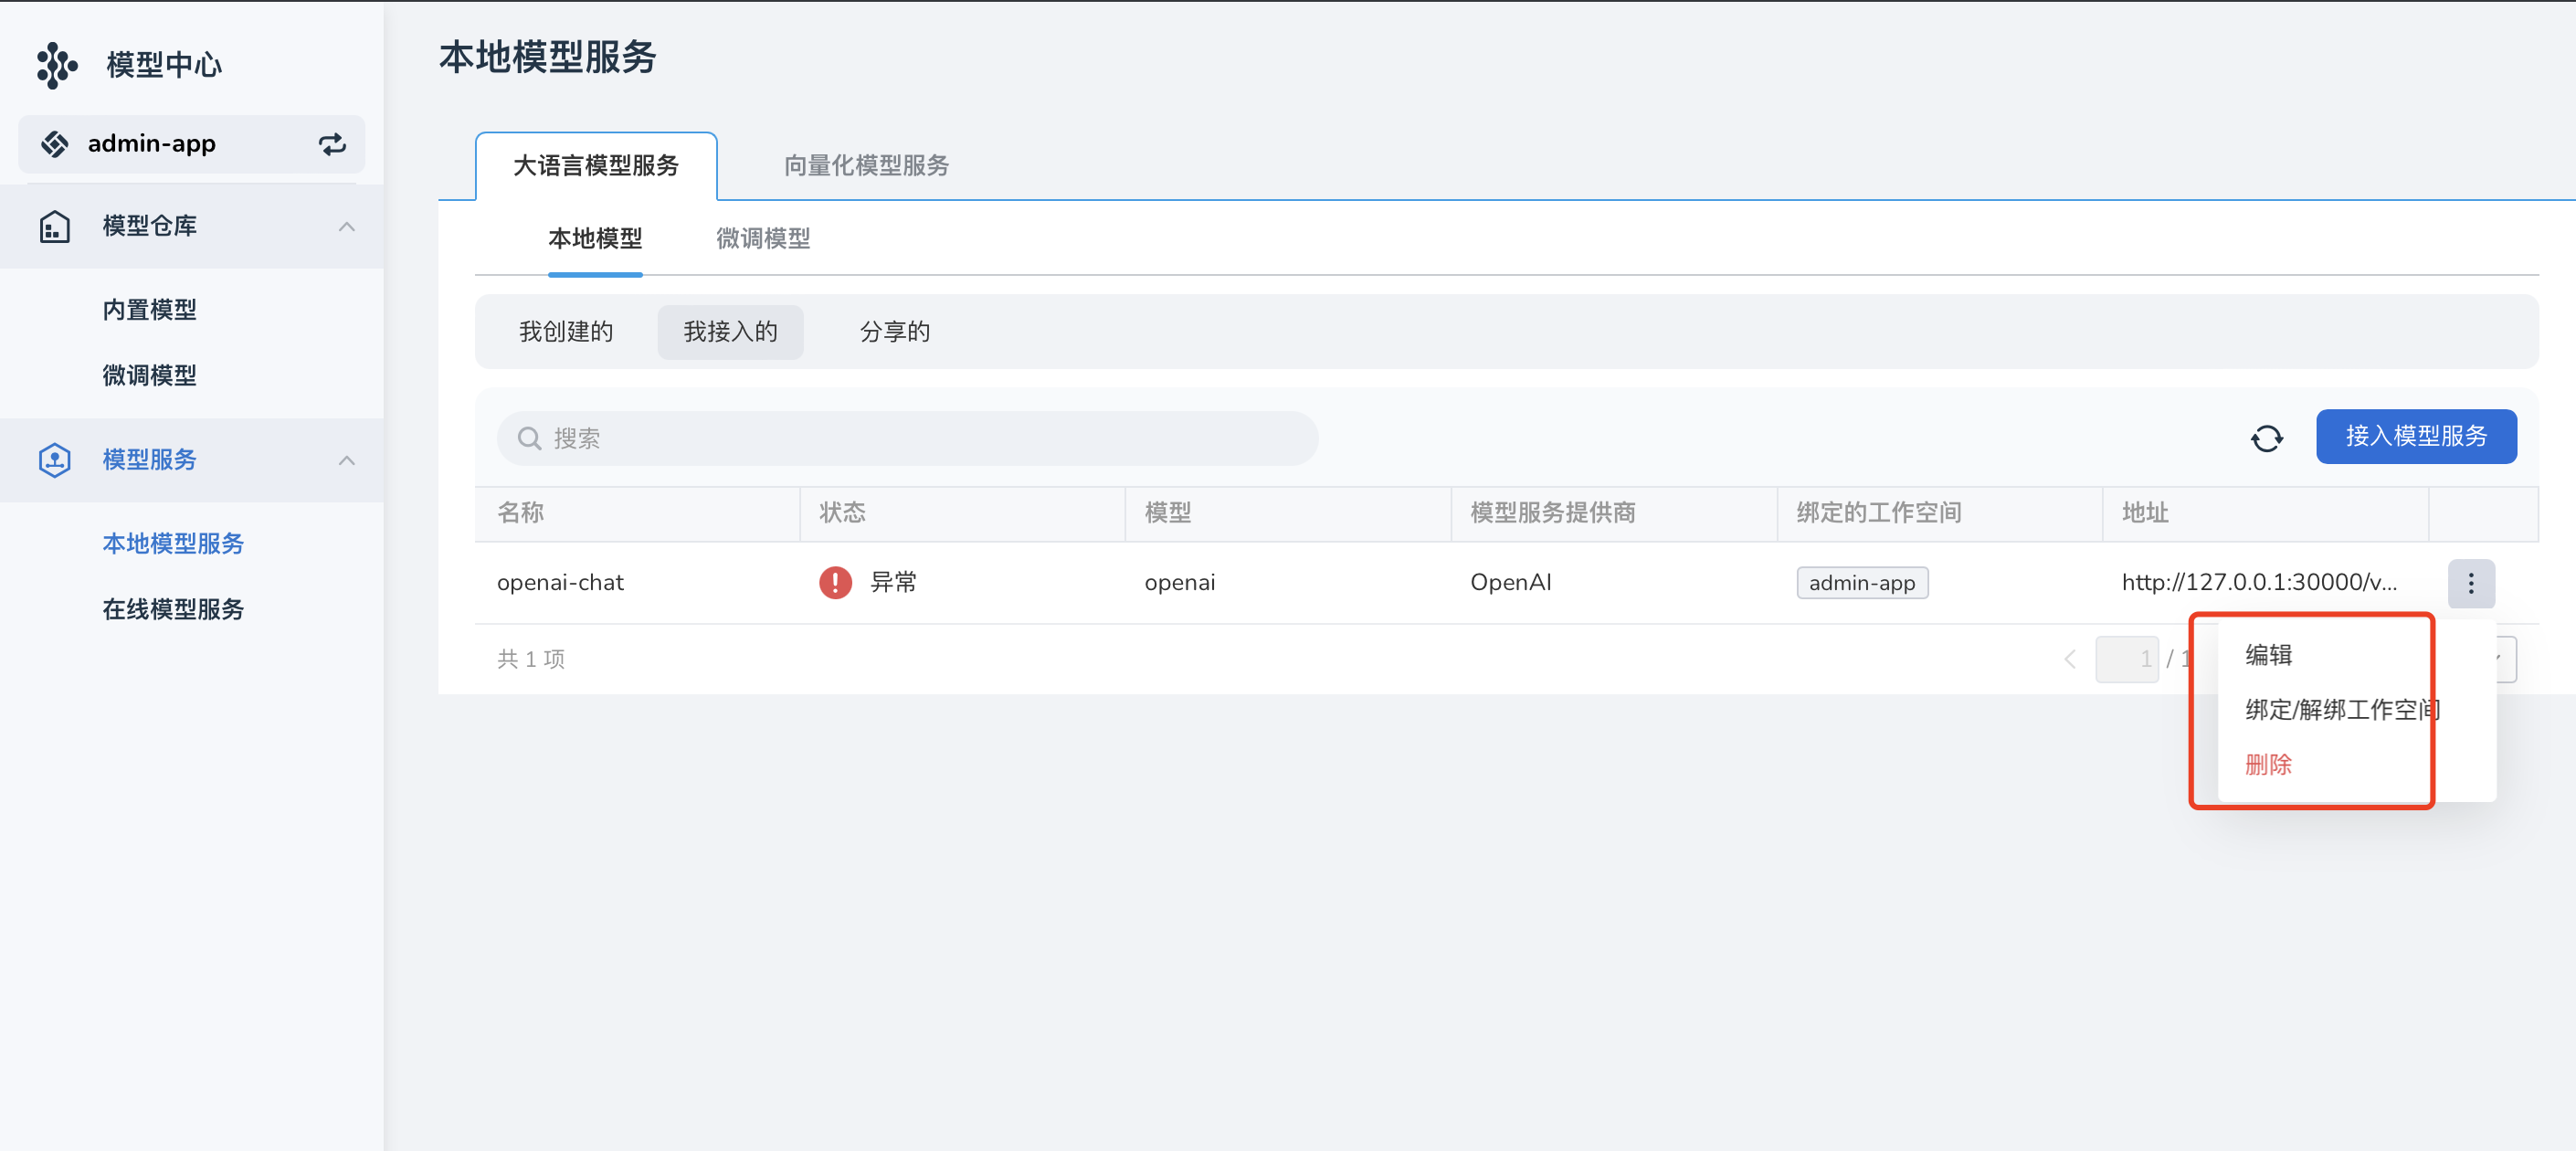 模型中心
admin-app
模型仓库
内置模型
微调模型
模型服务
本地模型服务
在线模型服务
本地模型服务
大语言模型服务 向量化模型服务
本地模型 微调模型
我创建的 我接入的 分享的
搜索 接入模型服务
名称 状态 模型 模型服务提供商 绑定的工作空间 地址
openai-chat 异常 openai OpenAI admin-app http://127.0.0.1:30000/v...
共 1 项 1 / 1
编辑
绑定/解绑工作空间
删除